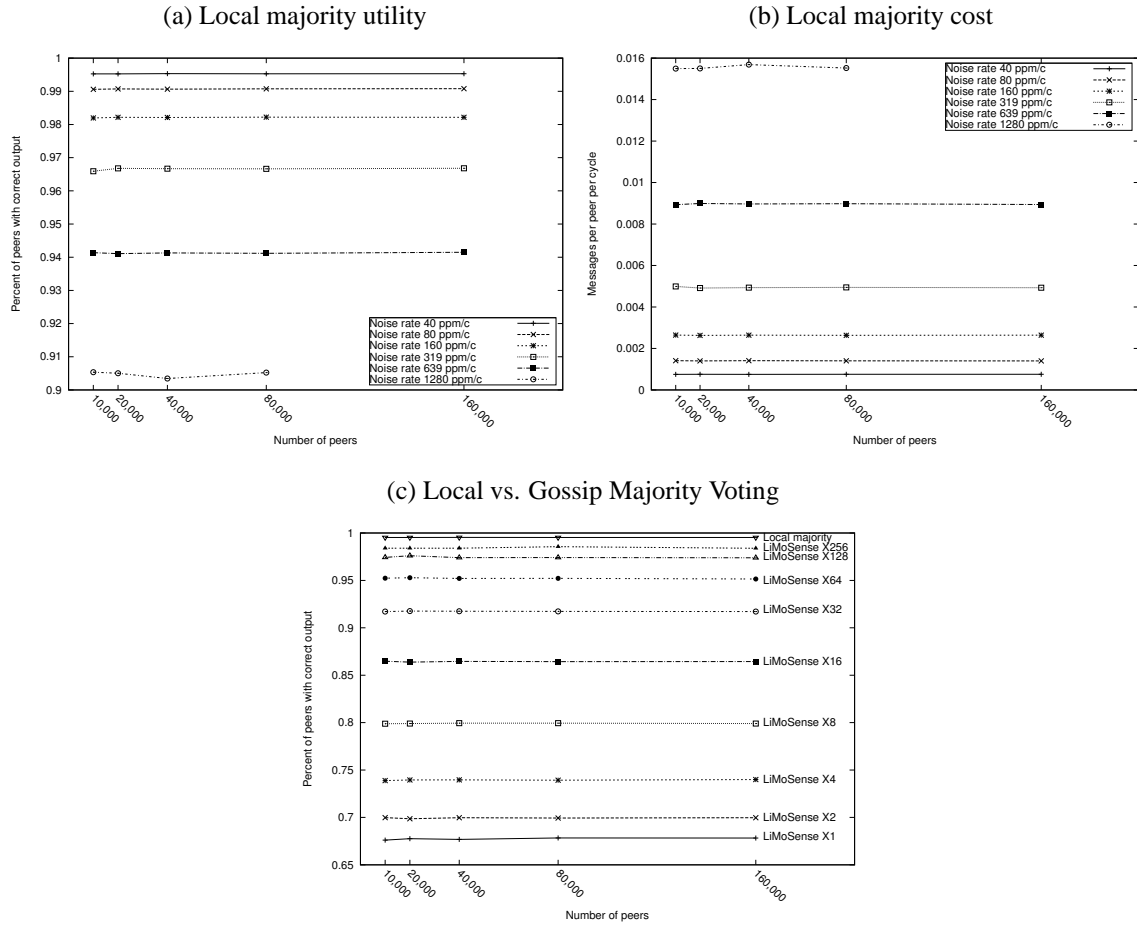 (a) Local majority utility
1
0.99
0.98
0.97
0.96
0.95
0.94
0.93
0.92
0.91
0.9
Percent of peers with correct output
Noise rate 40 ppm/c
Noise rate 80 ppm/c
Noise rate 160 ppm/c
Noise rate 319 ppm/c
Noise rate 639 ppm/c
Noise rate 1280 ppm/c
10,000
20,000
40,000
80,000
160,000
Number of peers
(b) Local majority cost
0.016
0.014
0.012
0.01
0.008
0.006
0.004
0.002
0
Messages per peer per cycle
Noise rate 40 ppm/c
Noise rate 80 ppm/c
Noise rate 160 ppm/c
Noise rate 319 ppm/c
Noise rate 639 ppm/c
Noise rate 1280 ppm/c
10,000
20,000
40,000
80,000
160,000
Number of peers
(c) Local vs. Gossip Majority Voting
1
0.95
0.9
0.85
0.8
0.75
0.7
0.65
Percent of peers with correct output
Local majority
LiMoSense X256
LiMoSense X128
LiMoSense X64
LiMoSense X32
LiMoSense X16
LiMoSense X8
LiMoSense X4
LiMoSense X2
LiMoSense X1
10,000
20,000
40,000
80,000
160,000
Number of peers